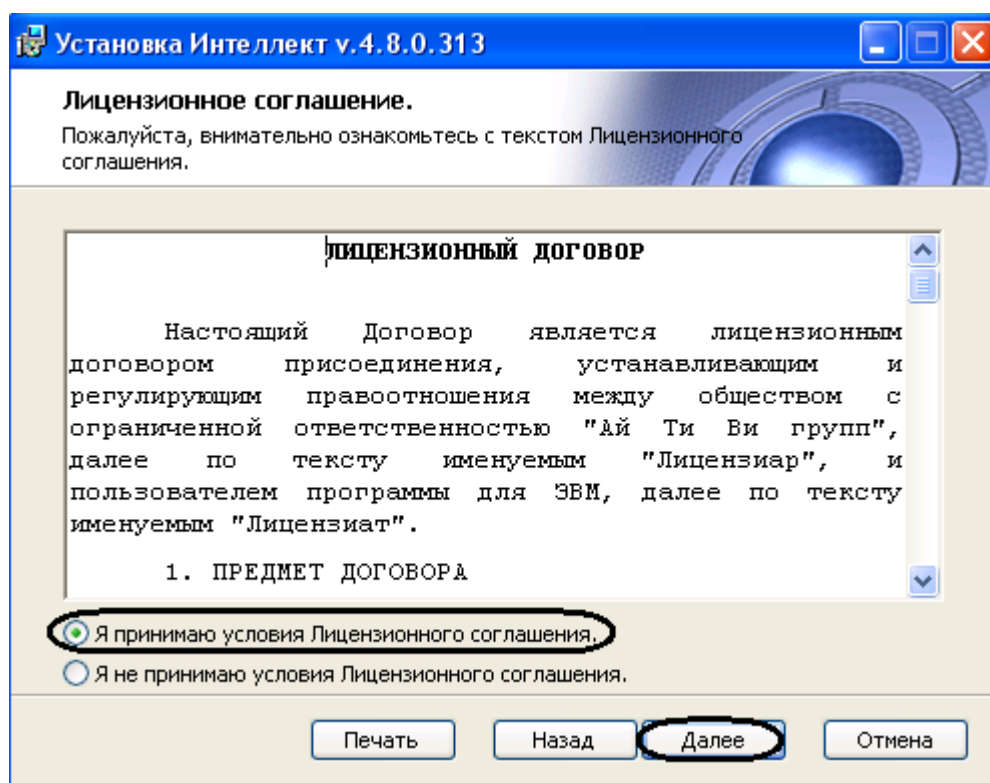 Установка Интеллект v.4.8.0.313
Лицензионное соглашение.
Пожалуйста, внимательно ознакомьтесь с текстом Лицензионного
соглашения.
ЛИЦЕНЗИОННЫЙ ДОГОВОР
Настоящий Договор является лицензионным
договором присоединения, устанавливающим и
регулирующим правоотношения между обществом с
ограниченной ответственностью "Ай Ти Ви групп",
далее по тексту именуемым "Лицензиар", и
пользователем программы для ЭВМ, далее по тексту
именуемым "Лицензиат".
1. ПРЕДМЕТ ДОГОВОРА
Я принимаю условия Лицензионного соглашения.
Я не принимаю условия Лицензионного соглашения.
Печать Назад Далее Отмена